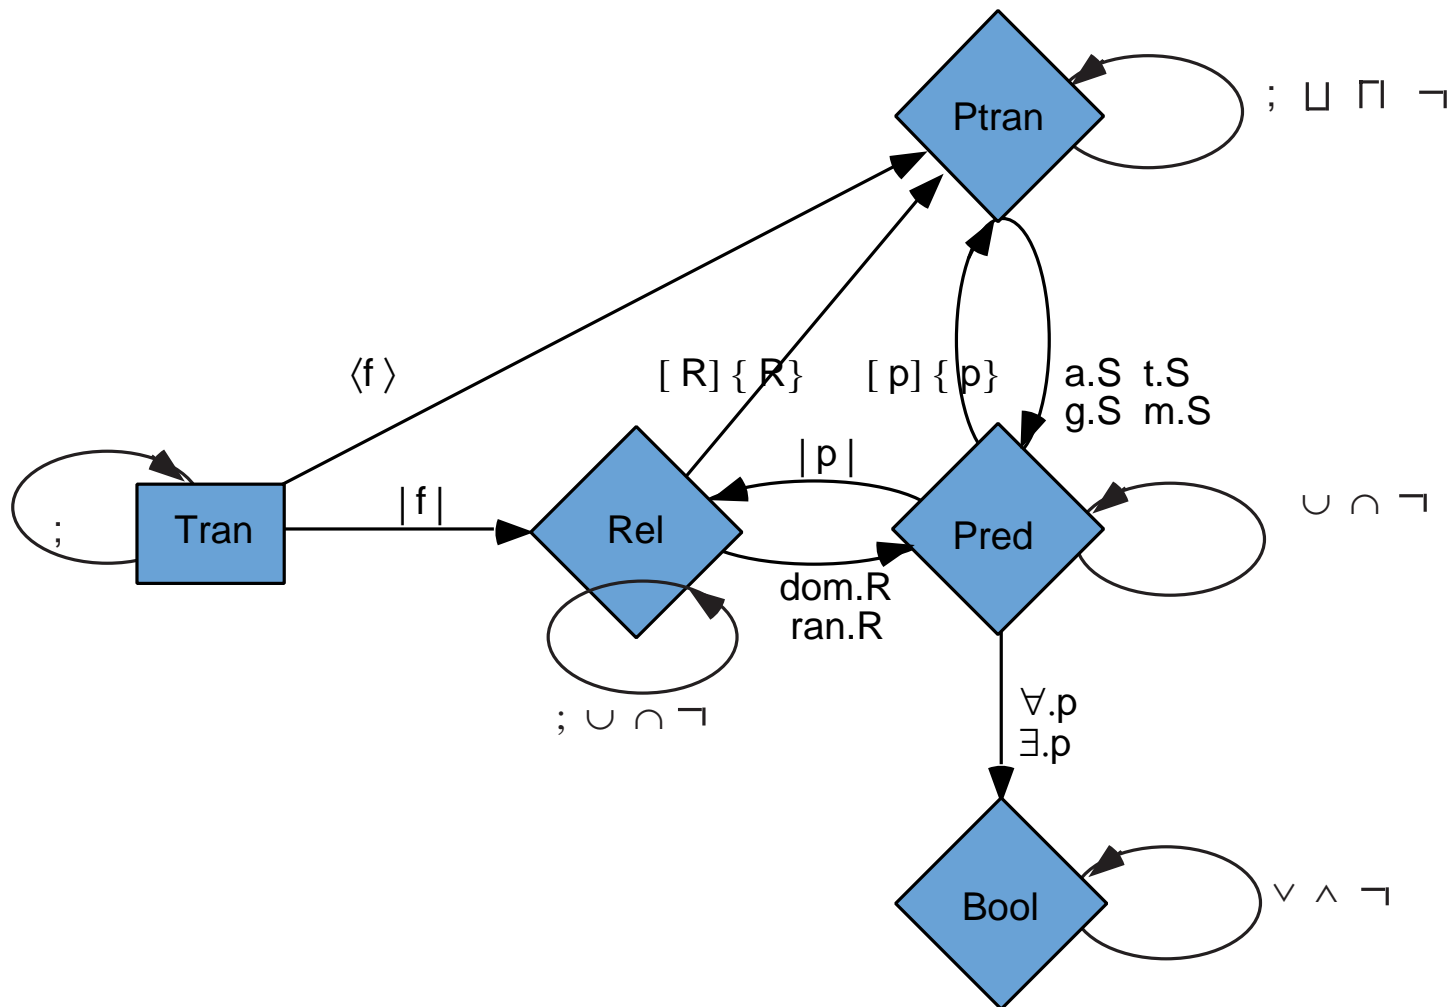 Ptran
; ⊔ ⊓ ¬
⟨f ⟩
[ R] { R}
[ p] { p}
a.S t.S
g.S m.S
| p |
| f |
∪ ∩ ¬
;
Tran
Rel
Pred
dom.R
ran.R
; ∪ ∩ ¬
∀.p
∃.p
Bool
∨ ∧ ¬